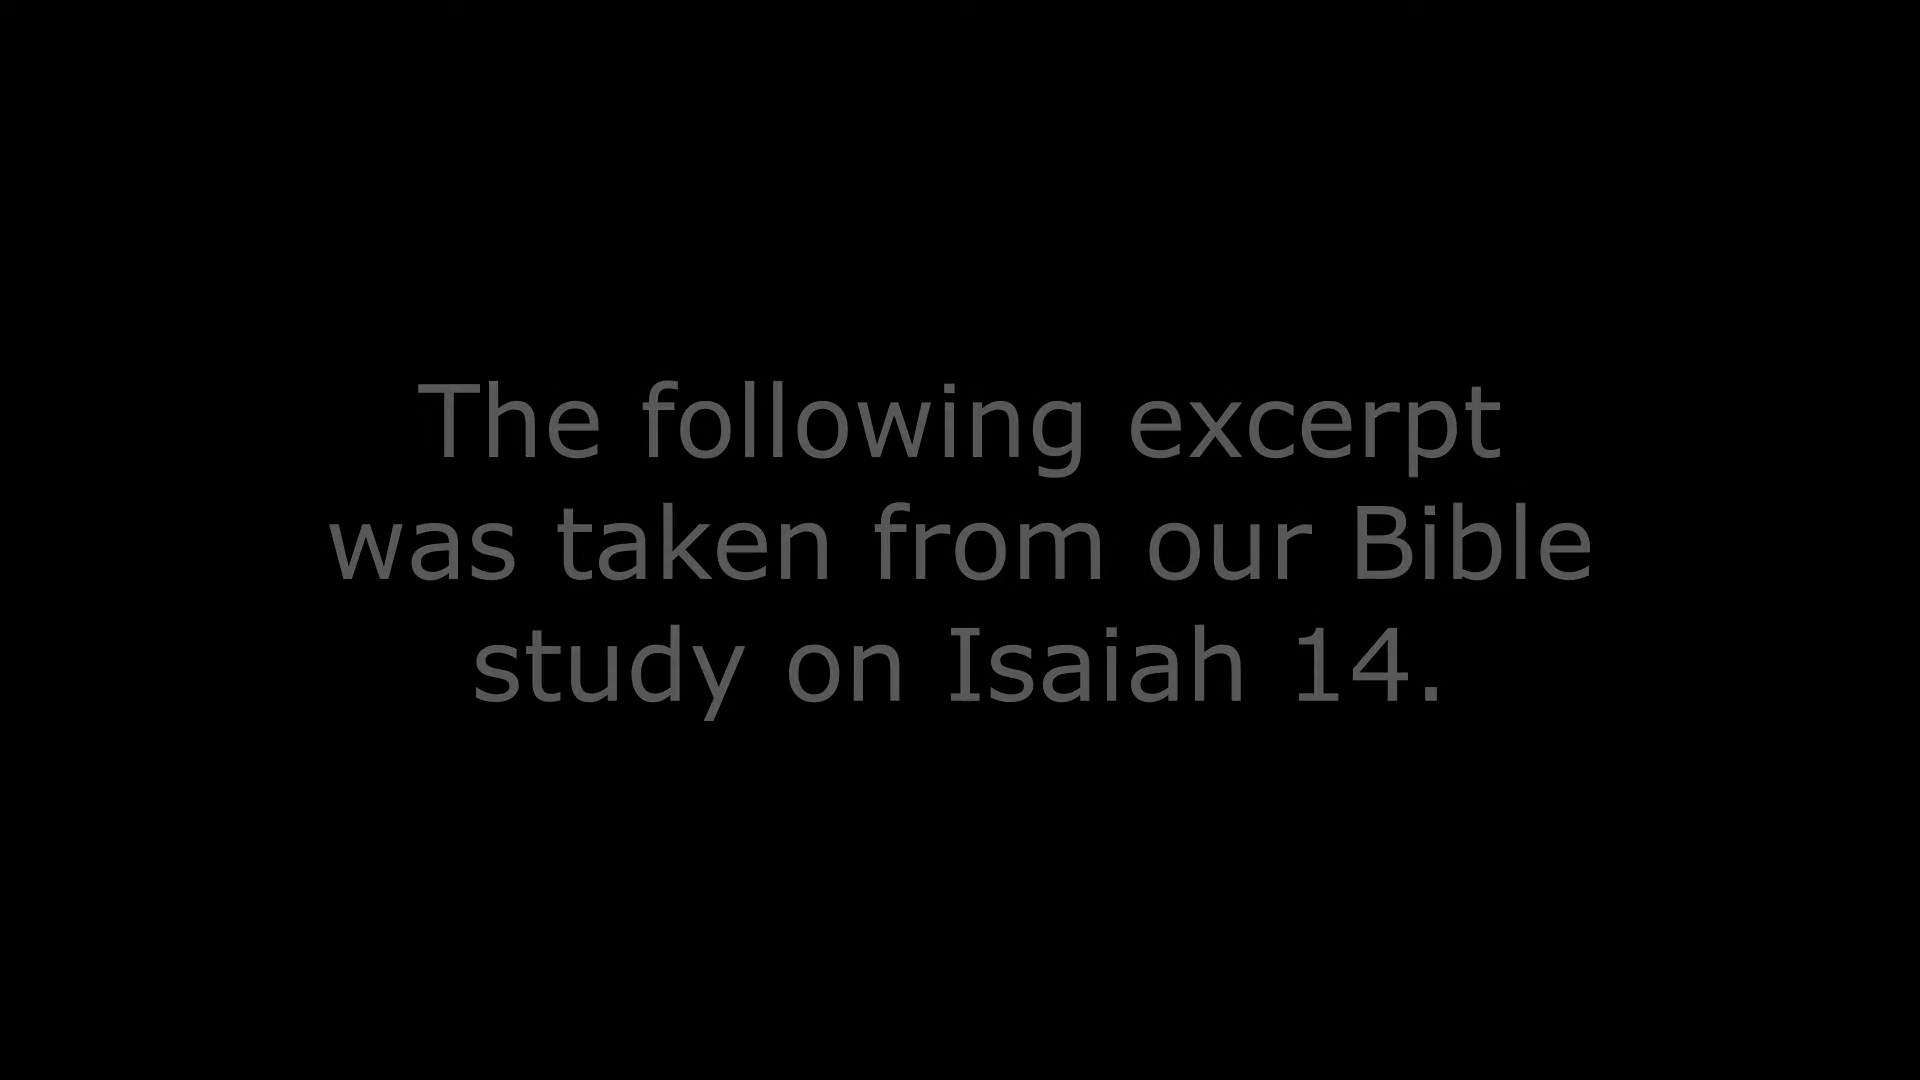 The following excerpt
was taken from our Bible
study on Isaiah 14.